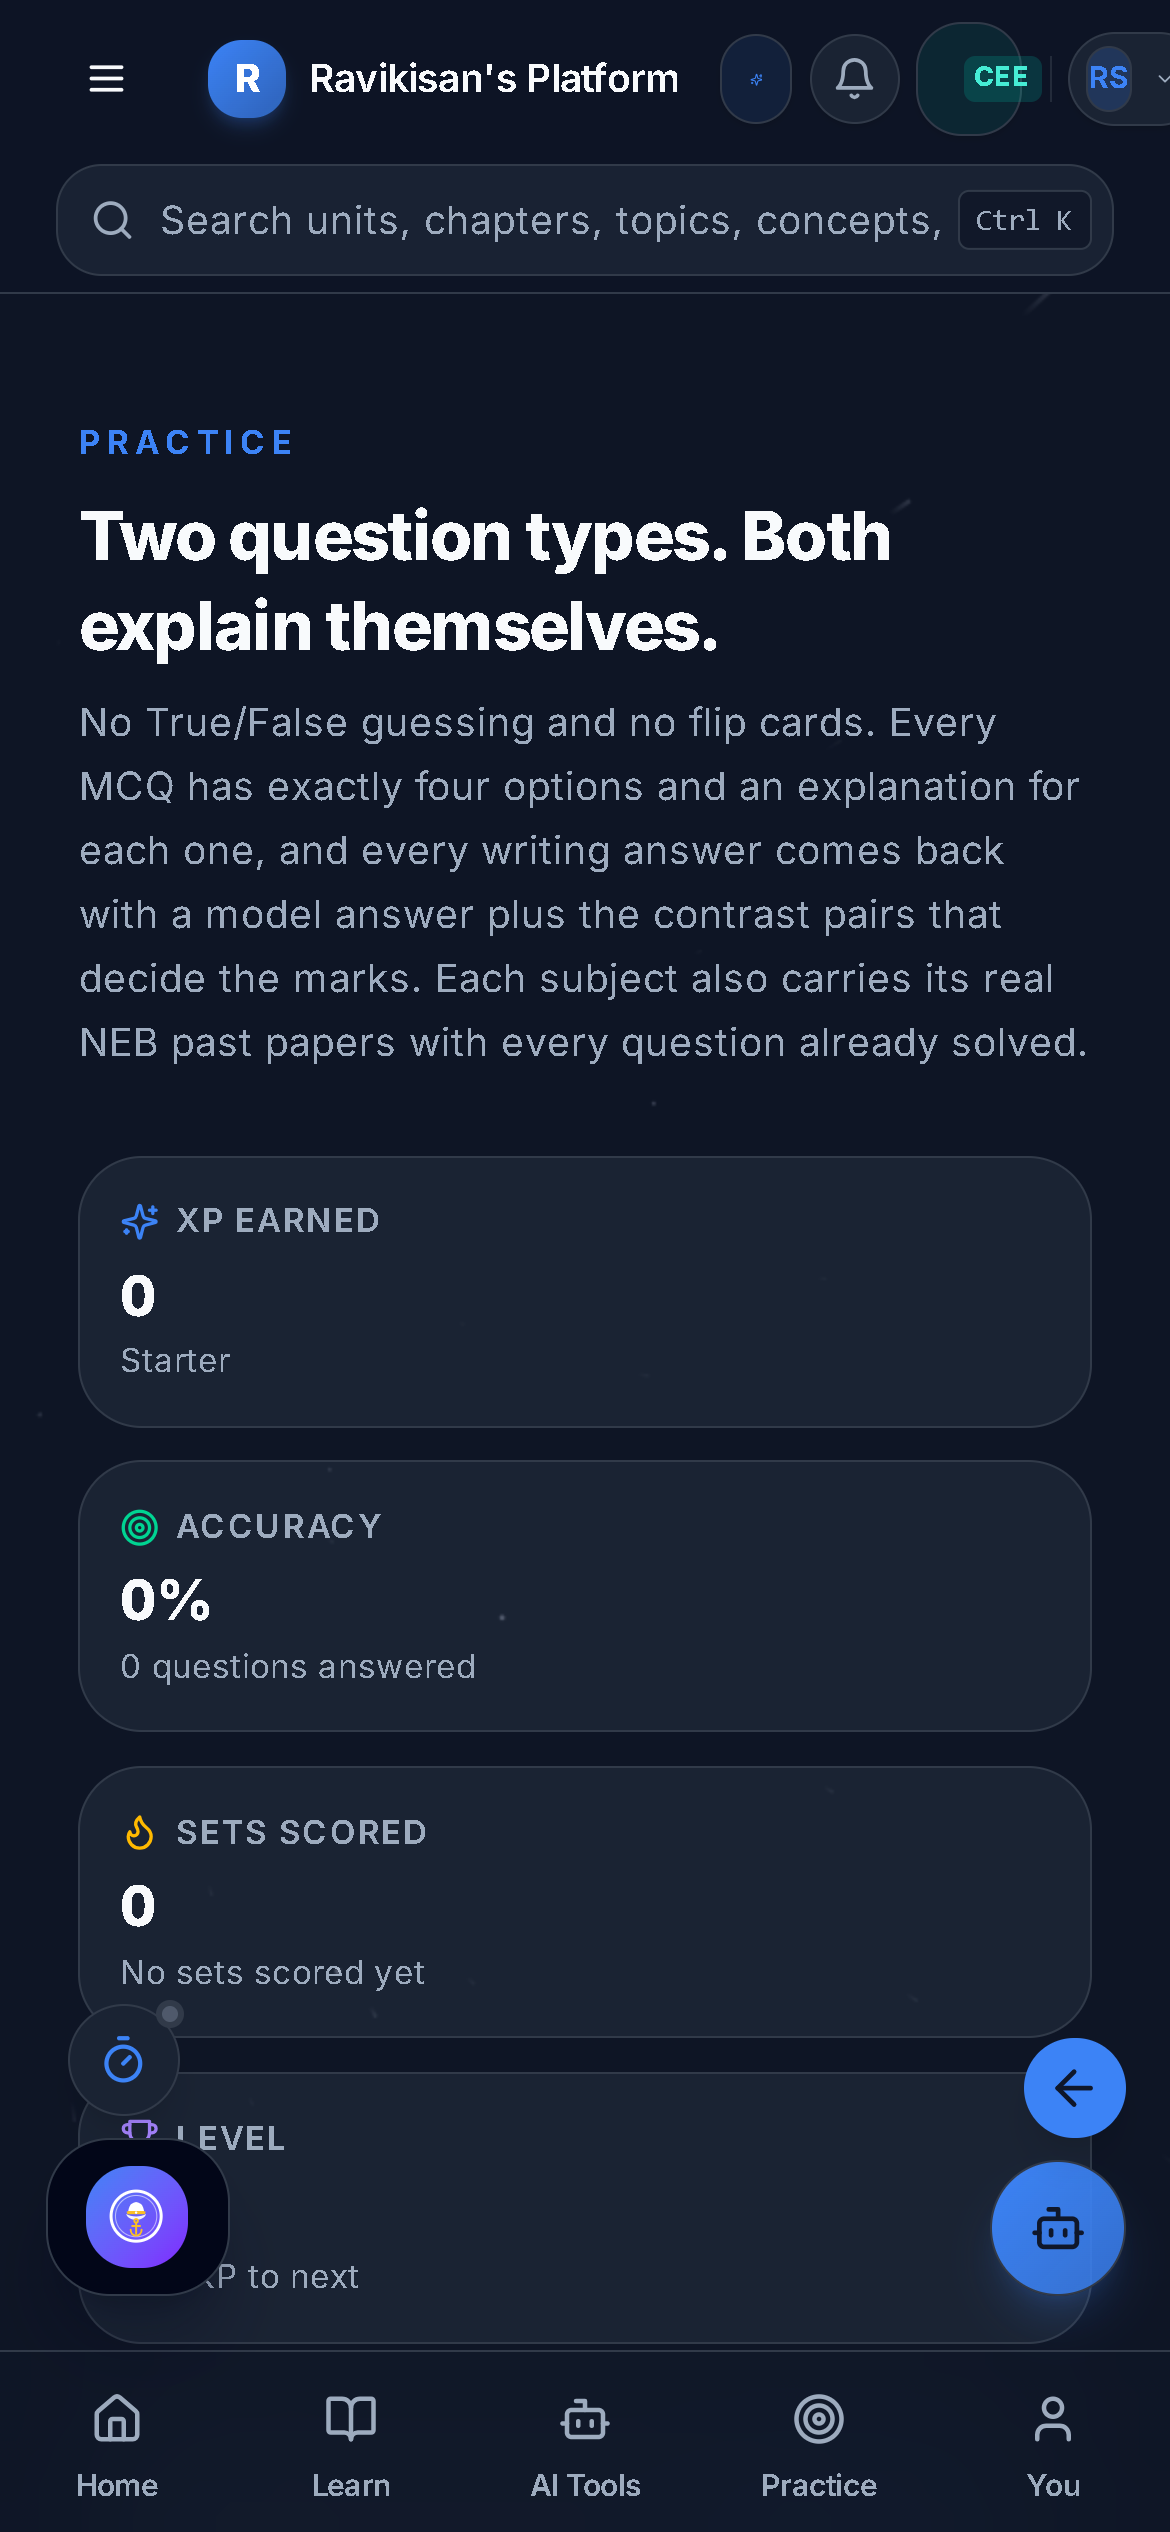 R Ravikisan's Platform CEE RS
Search units, chapters, topics, concepts, Ctrl K
PRACTICE
Two question types. Both
explain themselves.
No True/False guessing and no flip cards. Every
MCQ has exactly four options and an explanation for
each one, and every writing answer comes back
with a model answer plus the contrast pairs that
decide the marks. Each subject also carries its real
NEB past papers with every question already solved.
XP EARNED
0
Starter
ACCURACY
0%
0 questions answered
SETS SCORED
0
No sets scored yet
LEVEL
XP to next
Home
Learn
AI Tools
Practice
You